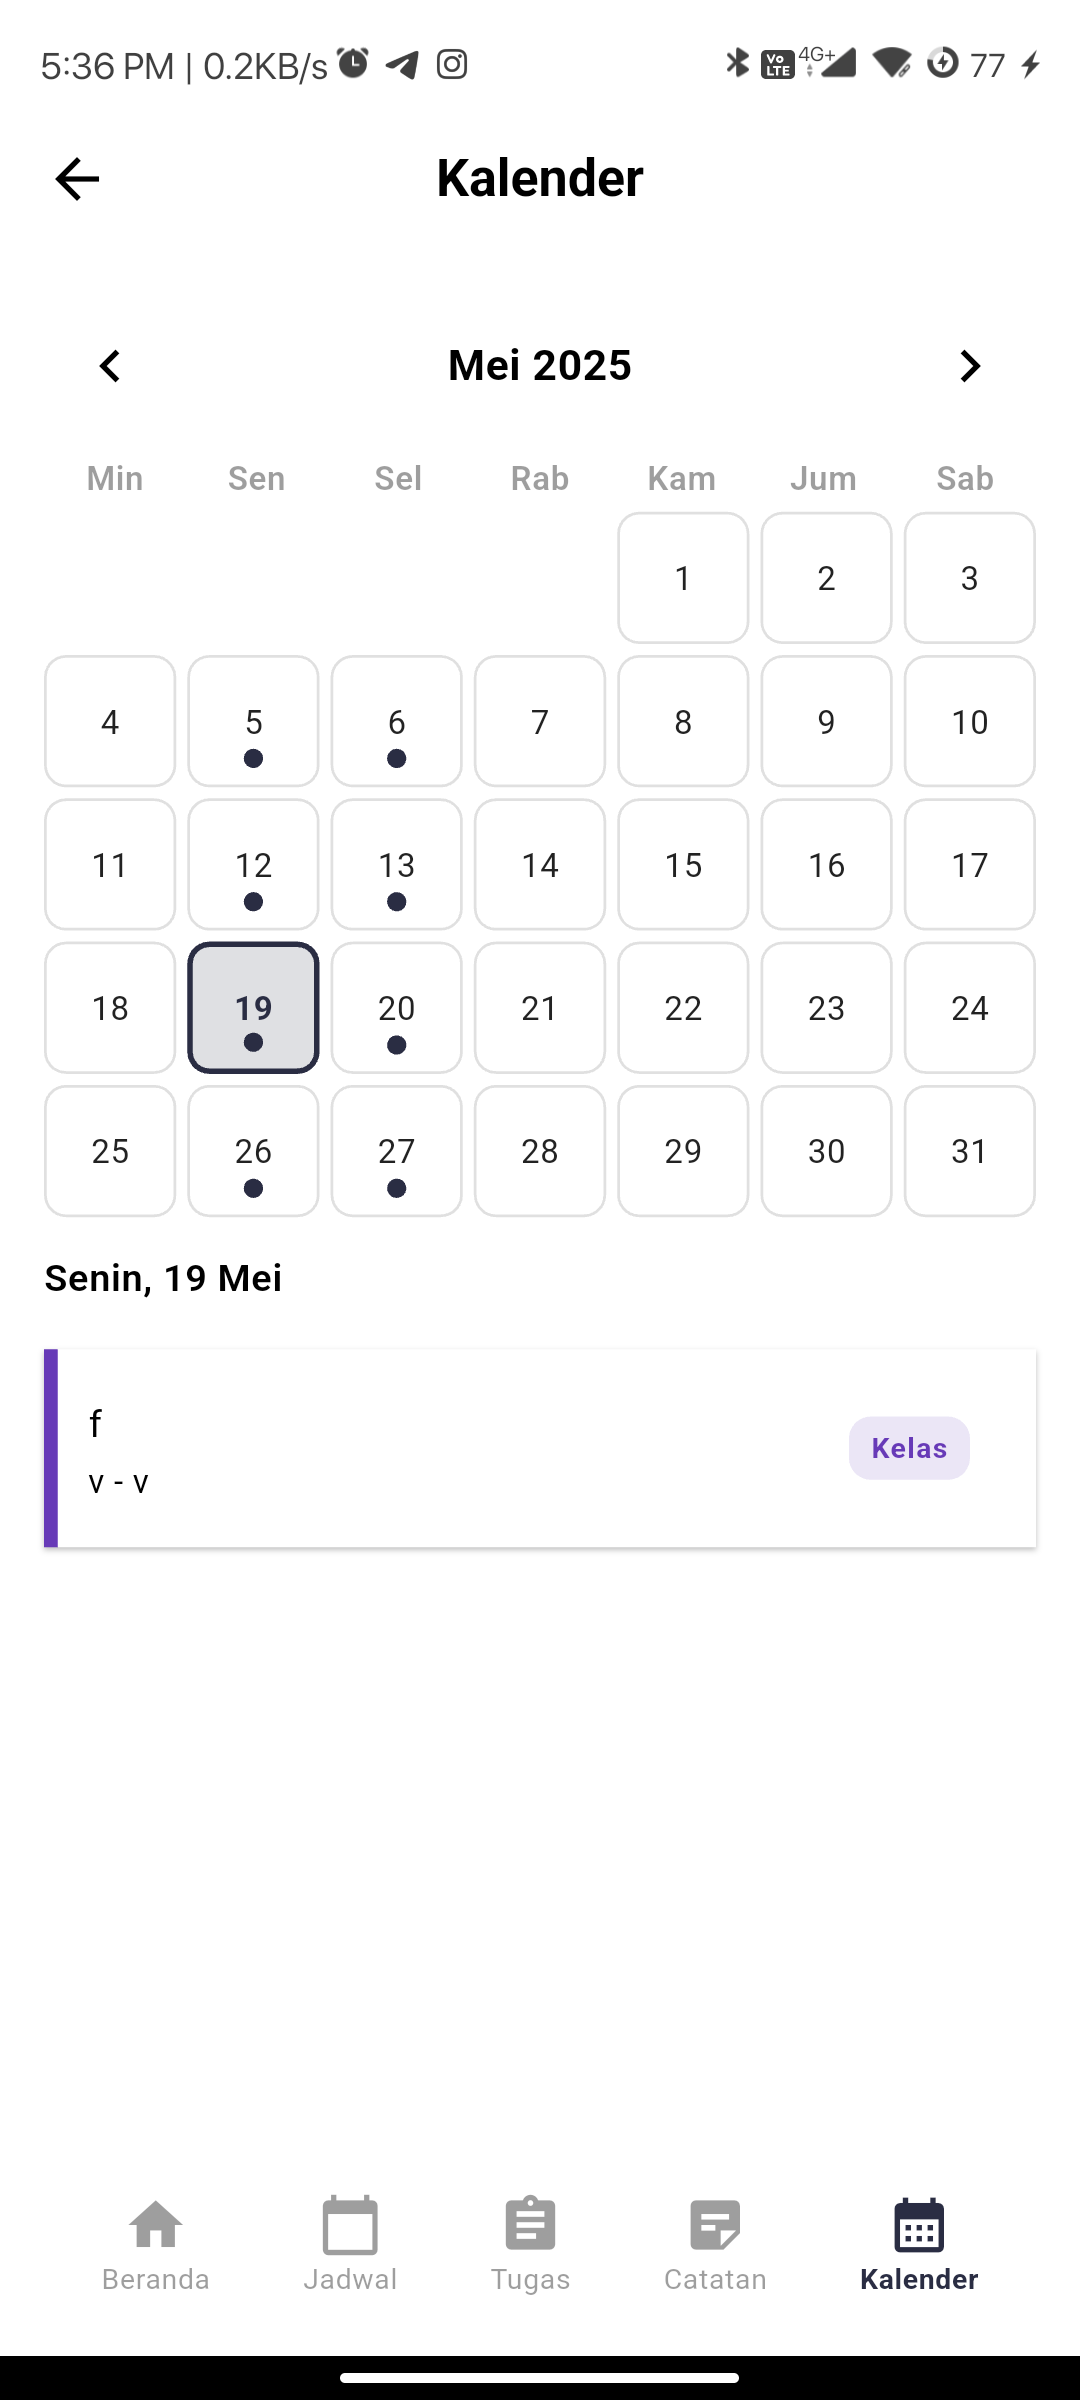 5:36 PM | 0.2KB/s Vo LTE 4G+ 77
Kalender
Mei 2025
Min Sen Sel Rab Kam Jum Sab
1 2 3
4 5 6 7 8 9 10
11 12 13 14 15 16 17
18 19 20 21 22 23 24
25 26 27 28 29 30 31
Senin, 19 Mei
f
Kelas
v - v
Beranda Jadwal Tugas Catatan Kalender